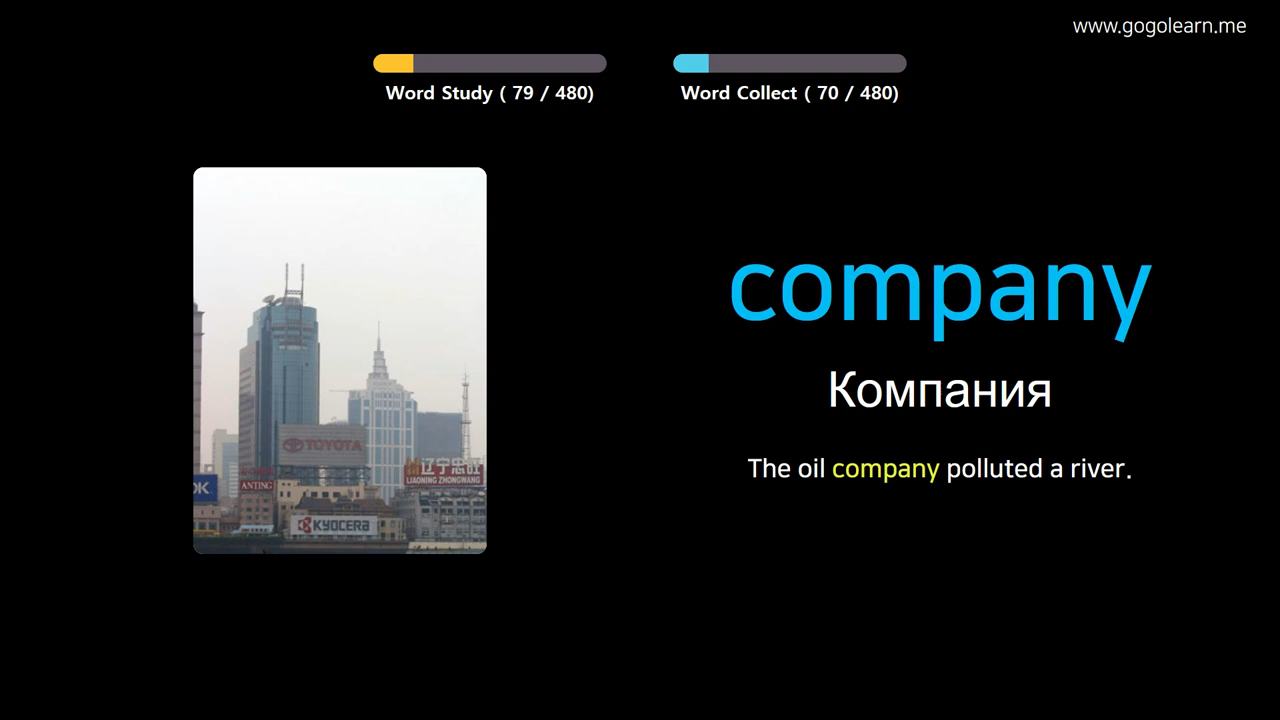 www.gogolearn.me
Word Study ( 79 / 480)
Word Collect ( 70 / 480)
company
Компания
The oil company polluted a river.
TOYOTA
辽宁忠旺
LIAONING ZHONGWANG
ANTING
OK
KYOCERA